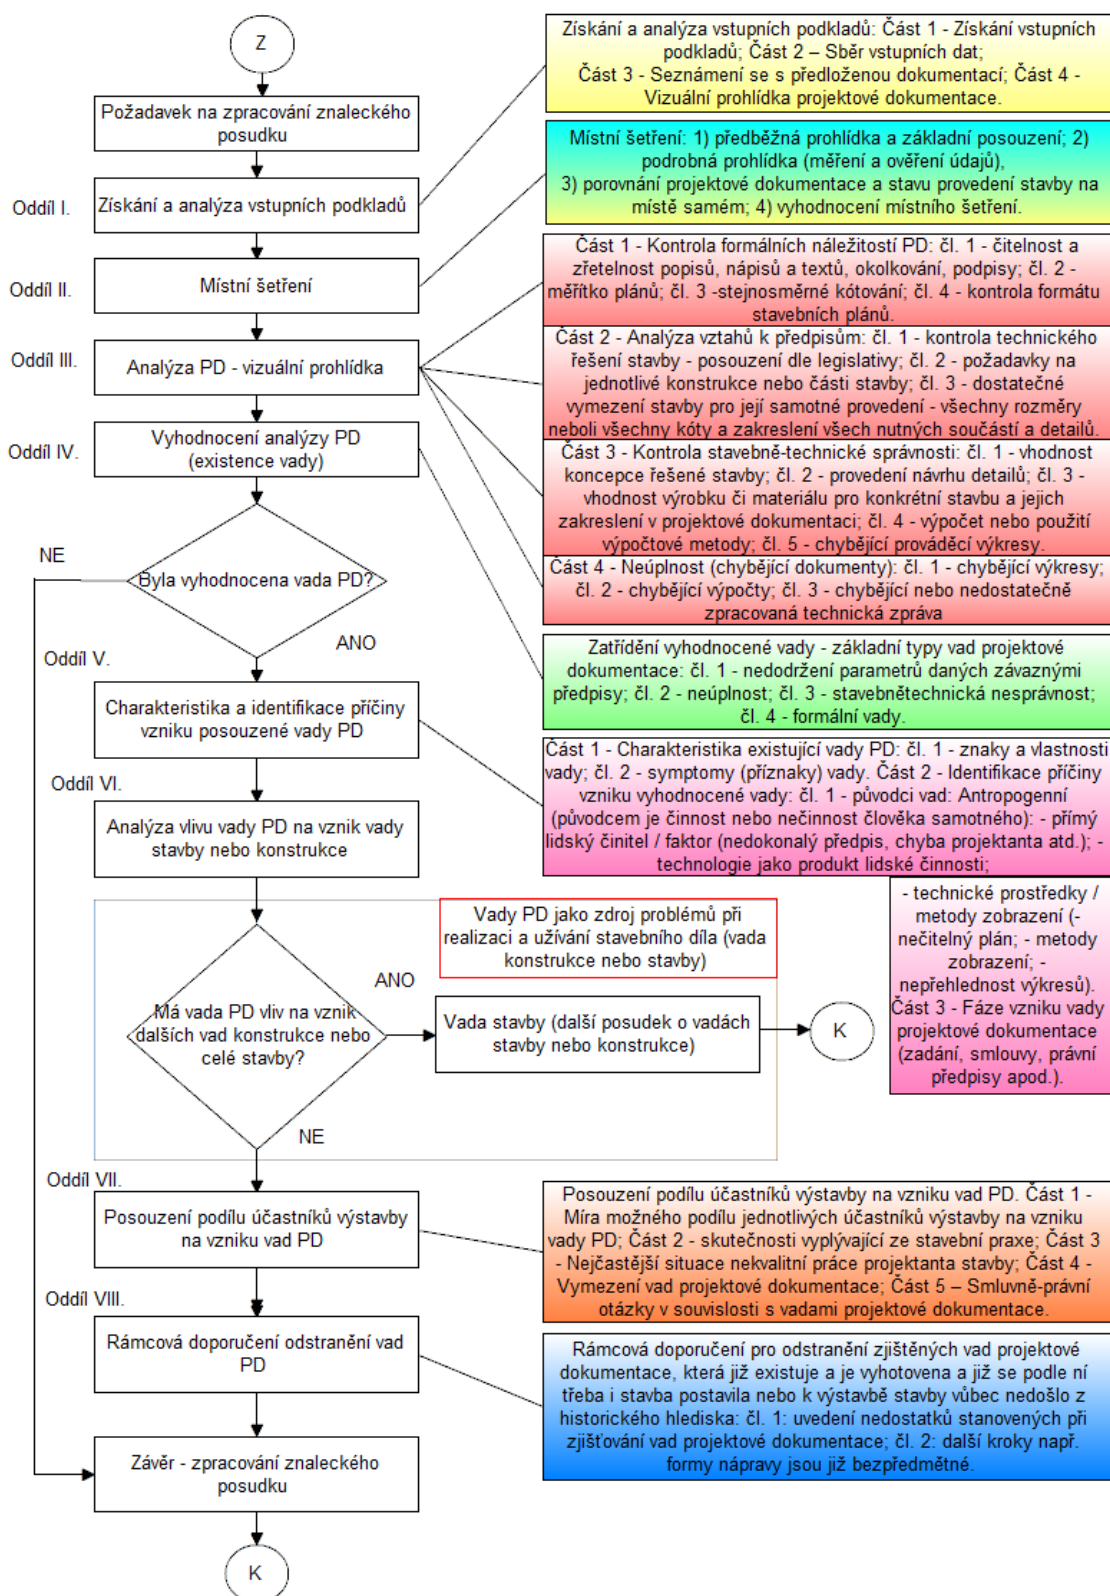 Z
Získání a analýza vstupních podkladů: Část 1 - Získání vstupních
podkladů; Část 2 – Sběr vstupních dat;
Část 3 - Seznámení se s předloženou dokumentací; Část 4 -
Vizuální prohlídka projektové dokumentace.
Požadavek na zpracování znaleckého
posudku
Místní šetření: 1) předběžná prohlídka a základní posouzení; 2)
podrobná prohlídka (měření a ověření údajů),
3) porovnání projektové dokumentace a stavu provedení stavby na
místě samém; 4) vyhodnocení místního šetření.
Oddíl I.
Získání a analýza vstupních podkladů
Oddíl II.
Místní šetření
Část 1 - Kontrola formálních náležitostí PD: čl. 1 - čitelnost a
zřetelnost popisů, nápisů a textů, okolkování, podpisy; čl. 2 -
měřítko plánů; čl. 3 -stejnosměrné kótování; čl. 4 - kontrola formátu
stavebních plánů.
Oddíl III.
Analýza PD - vizuální prohlídka
Část 2 - Analýza vztahů k předpisům: čl. 1 - kontrola technického
řešení stavby - posouzení dle legislativy; čl. 2 - požadavky na
jednotlivé konstrukce nebo části stavby; čl. 3 - dostatečné
vymezení stavby pro její samotné provedení - všechny rozměry
neboli všechny kóty a zakreslení všech nutných součástí a detailů.
Oddíl IV.
Vyhodnocení analýzy PD
(existence vady)
Část 3 - Kontrola stavebně-technické správnosti: čl. 1 - vhodnost
koncepce řešené stavby; čl. 2 - provedení návrhu detailů; čl. 3 -
vhodnost výrobku či materiálu pro konkrétní stavbu a jejich
zakreslení v projektové dokumentaci; čl. 4 - výpočet nebo použití
výpočtové metody; čl. 5 - chybějící prováděcí výkresy.
NE
Byla vyhodnocena vada PD?
ANO
Část 4 - Neúplnost (chybějící dokumenty): čl. 1 - chybějící výkresy;
čl. 2 - chybějící výpočty; čl. 3 - chybějící nebo nedostatečně
zpracovaná technická zpráva
Zatřídění vyhodnocené vady - základní typy vad projektové
dokumentace: čl. 1 - nedodržení parametrů daných závaznými
předpisy; čl. 2 - neúplnost; čl. 3 - stavebnětechnická nesprávnost;
čl. 4 - formální vady.
Oddíl V.
Charakteristika a identifikace příčiny
vzniku posouzené vady PD
Část 1 - Charakteristika existující vady PD: čl. 1 - znaky a vlastnosti
vady; čl. 2 - symptomy (příznaky) vady. Část 2 - Identifikace příčiny
vzniku vyhodnocené vady: čl. 1 - původci vad: Antropogenní
(původcem je činnost nebo nečinnost člověka samotného): - přímý
lidský činitel / faktor (nedokonalý předpis, chyba projektanta atd.); -
technologie jako produkt lidské činnosti;
Oddíl VI.
Analýza vlivu vady PD na vznik vady
stavby nebo konstrukce
- technické prostředky /
metody zobrazení (-
nečitelný plán; - metody
zobrazení; -
nepřehlednost výkresů).
Část 3 - Fáze vzniku vady
projektové dokumentace
(zadání, smlouvy, právní
předpisy apod.).
Vady PD jako zdroj problémů při
realizaci a užívání stavebního díla (vada
konstrukce nebo stavby)
ANO
Má vada PD vliv na vznik
dalších vad konstrukce nebo
celé stavby?
Vada stavby (další posudek o vadách
stavby nebo konstrukce)
K
NE
Oddíl VII.
Posouzení podílu účastníků výstavby
na vzniku vad PD
Posouzení podílu účastníků výstavby na vzniku vad PD. Část 1 -
Míra možného podílu jednotlivých účastníků výstavby na vzniku
vady PD; Část 2 - skutečnosti vyplývající ze stavební praxe; Část 3
- Nejčastější situace nekvalitní práce projektanta stavby; Část 4 -
Vymezení vad projektové dokumentace; Část 5 – Smluvně-právní
otázky v souvislosti s vadami projektové dokumentace.
Oddíl VIII.
Rámcová doporučení odstranění vad
PD
Rámcová doporučení pro odstranění zjištěných vad projektové
dokumentace, která již existuje a je vyhotovena a již se podle ní
třeba i stavba postavila nebo k výstavbě stavby vůbec nedošlo z
historického hlediska: čl. 1: uvedení nedostatků stanovených při
zjišťování vad projektové dokumentace; čl. 2: další kroky např.
formy nápravy jsou již bezpředmětné.
Závěr - zpracování znaleckého
posudku
K